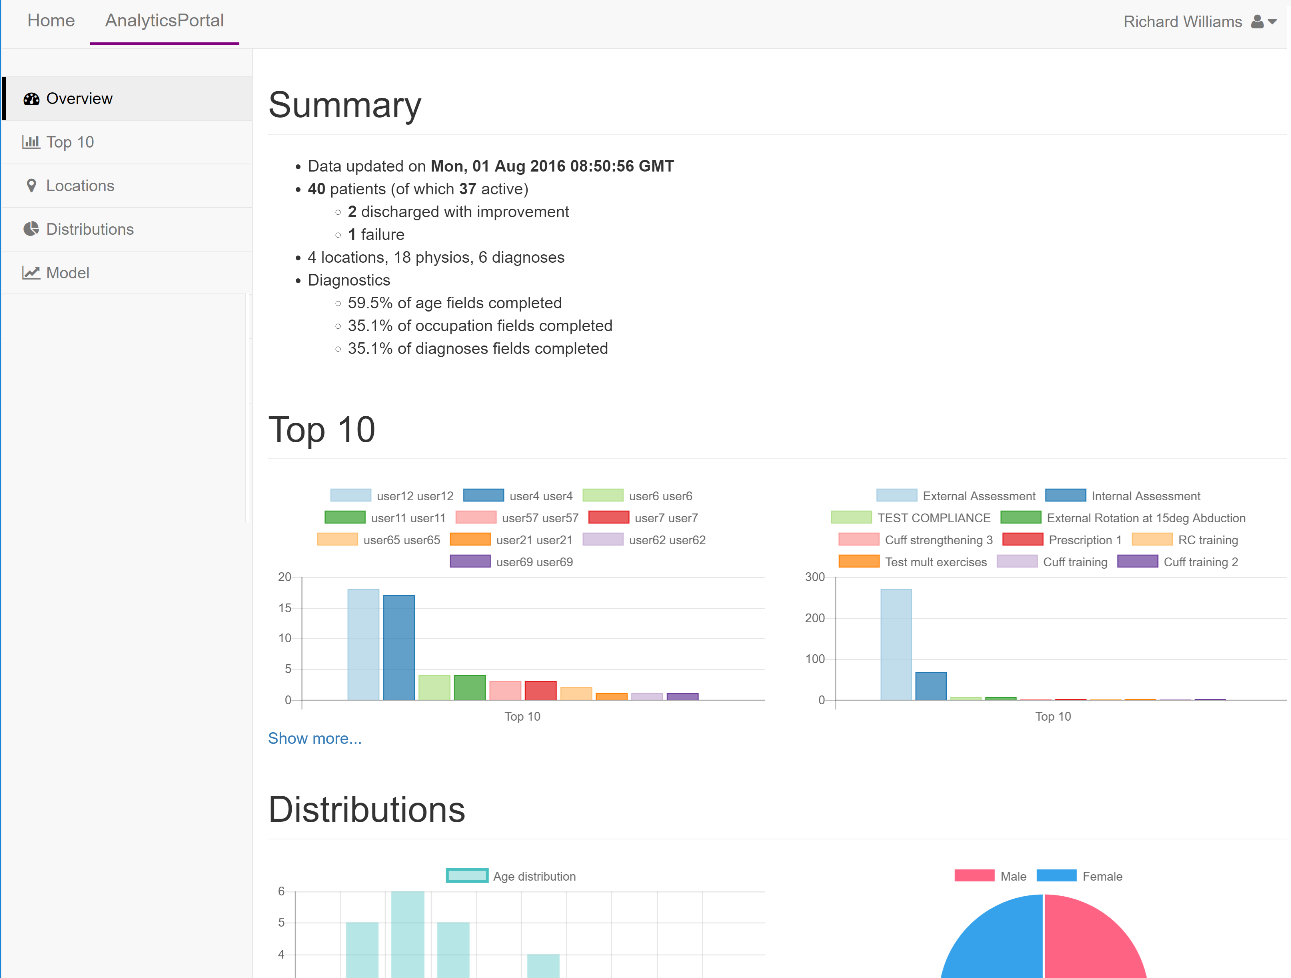 Home AnalyticsPortal Richard Williams
Overview
Top 10
Locations
Distributions
Model
Summary
Data updated on Mon, 01 Aug 2016 08:50:56 GMT
40 patients (of which 37 active)
2 discharged with improvement
1 failure
4 locations, 18 physios, 6 diagnoses
Diagnostics
59.5% of age fields completed
35.1% of occupation fields completed
35.1% of diagnoses fields completed
Top 10
user12 user12 user4 user4 user6 user6
user11 user11 user57 user57 user7 user7
user65 user65 user21 user21 user62 user62
user69 user69
20
15
10
5
0
Top 10
External Assessment Internal Assessment
TEST COMPLIANCE External Rotation at 15deg Abduction
Cuff strengthening 3 Prescription 1 RC training
Test mult exercises Cuff training Cuff training 2
300
200
100
0
Top 10
Show more...
Distributions
Age distribution
6
5
4
Male Female